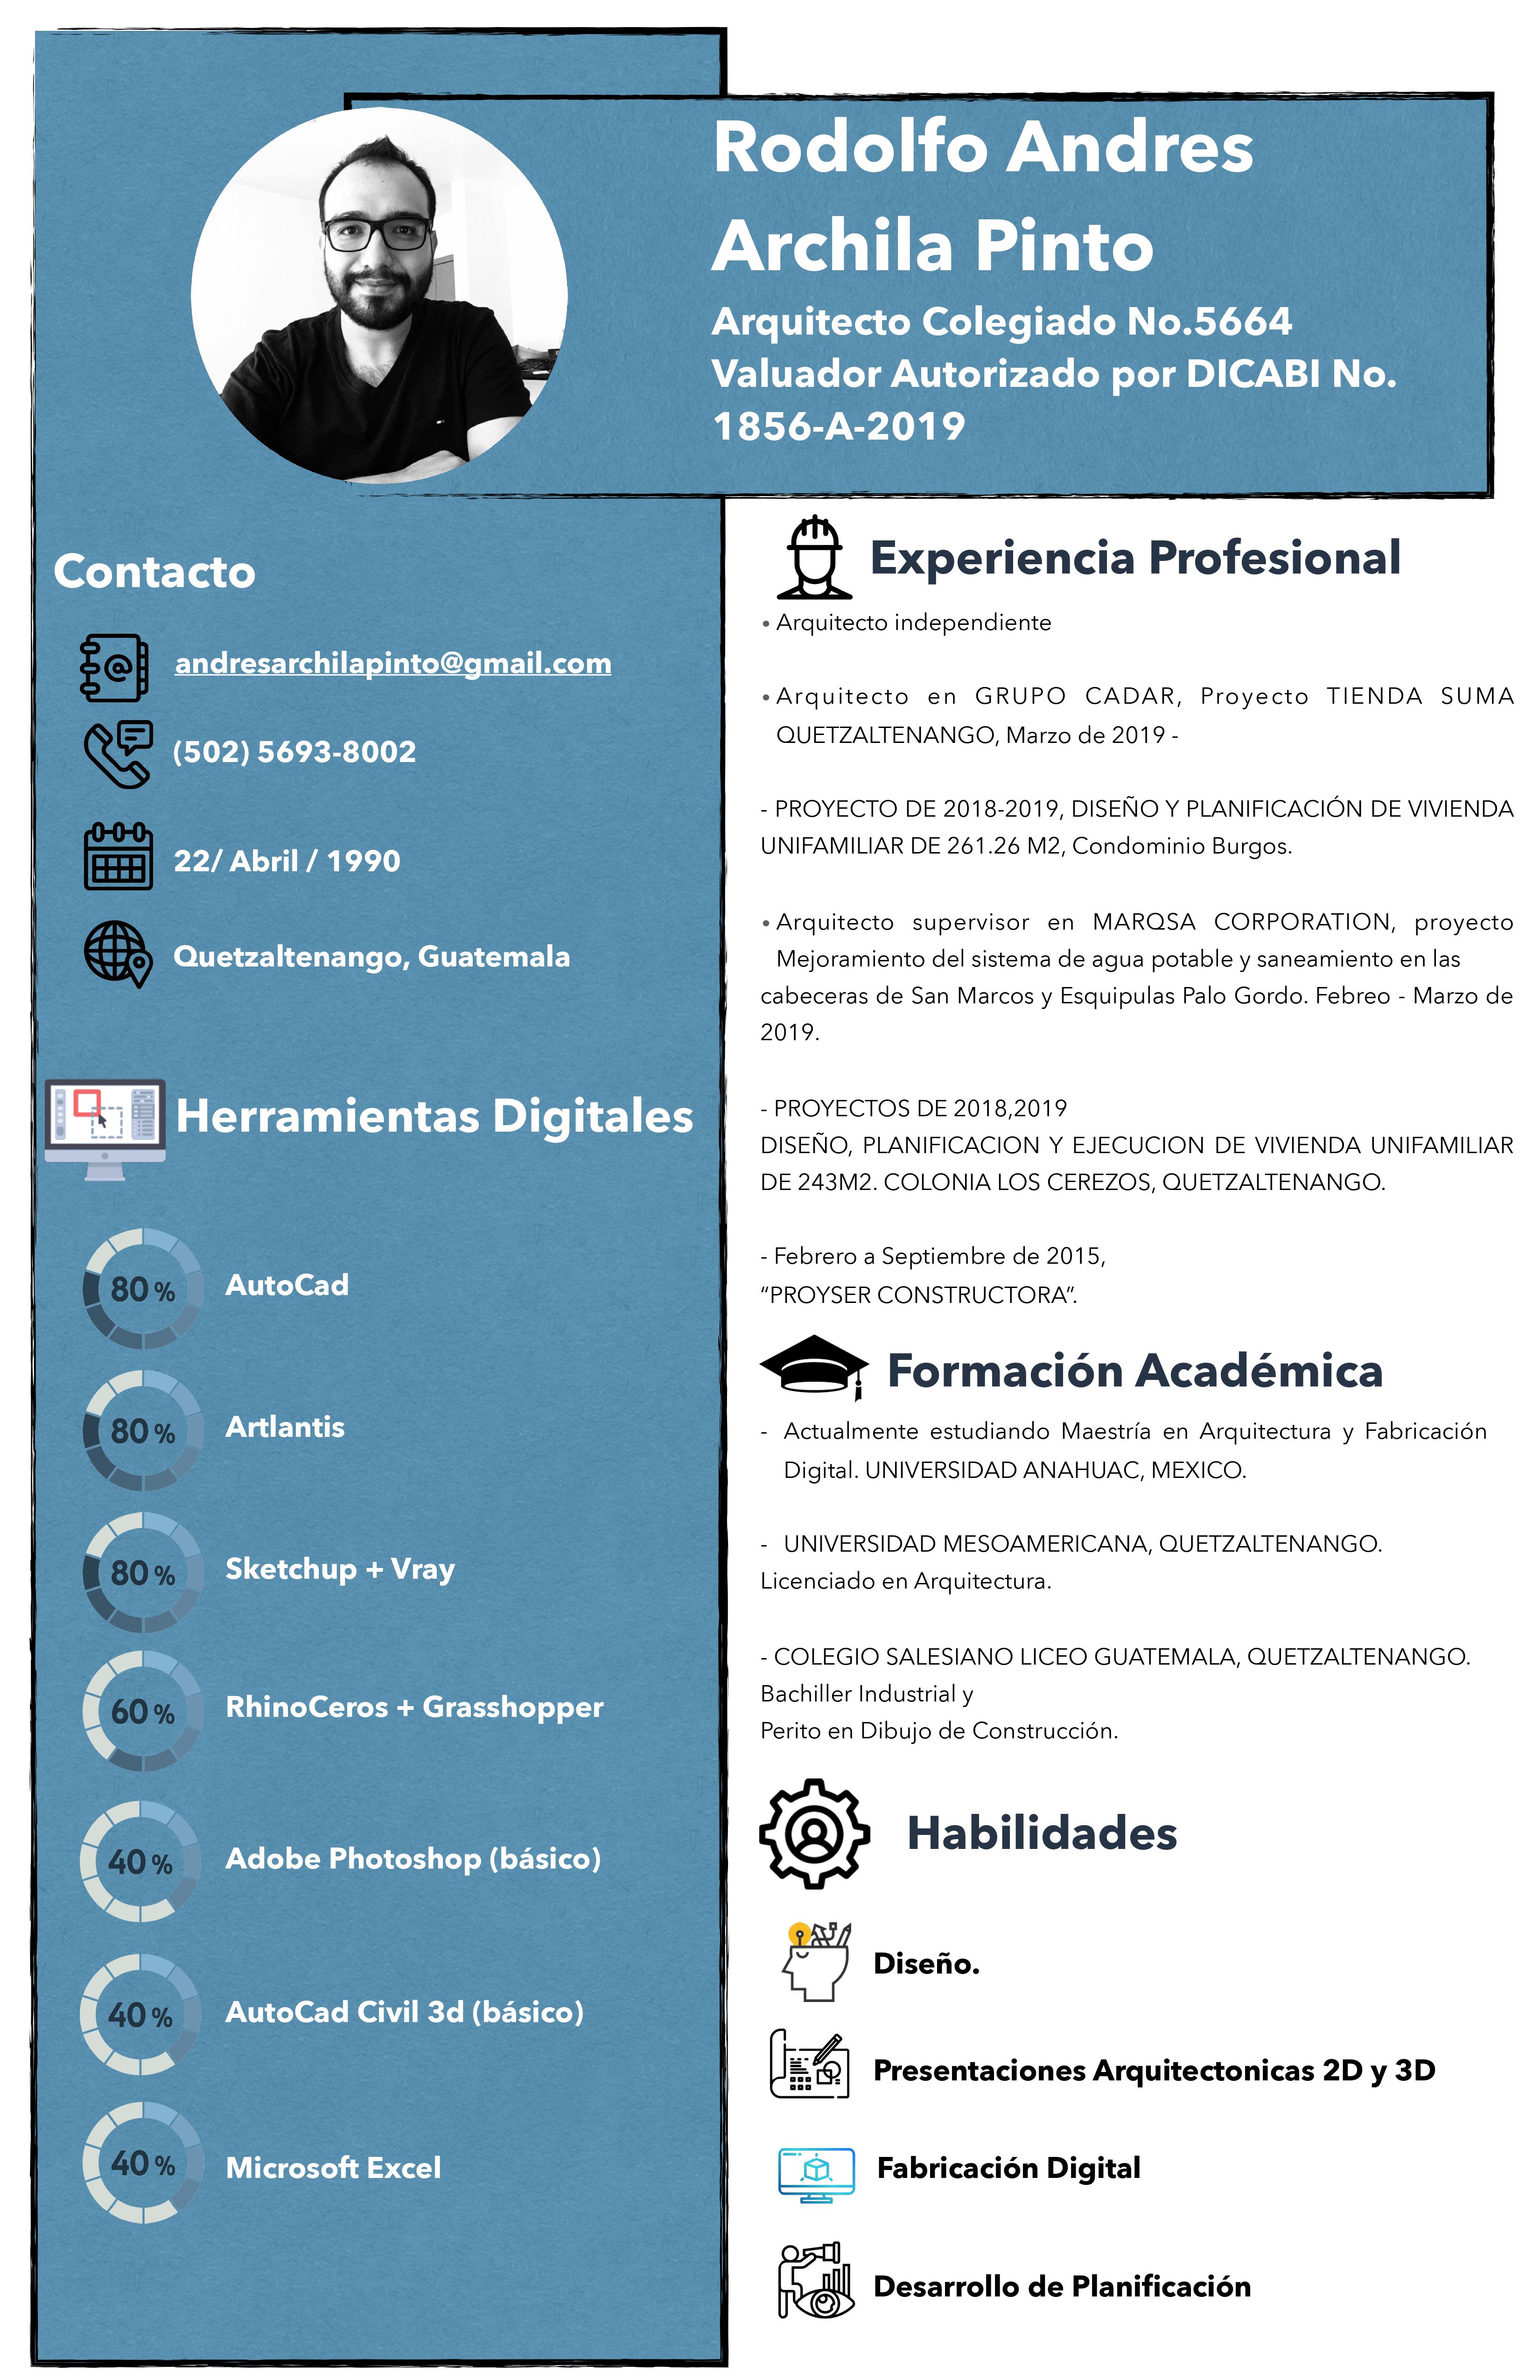 Rodolfo Andres
Archila Pinto
Arquitecto Colegiado No.5664
Valuador Autorizado por DICABI No.
1856-A-2019
Contacto
andresarchilapinto@gmail.com
(502) 5693-8002
22/ Abril / 1990
Quetzaltenango, Guatemala
Herramientas Digitales
80 % AutoCad
80 % Artlantis
80 % Sketchup + Vray
60 % RhinoCeros + Grasshopper
40 % Adobe Photoshop (básico)
40 % AutoCad Civil 3d (básico)
40 % Microsoft Excel
Experiencia Profesional
• Arquitecto independiente
• Arquitecto en GRUPO CADAR, Proyecto TIENDA SUMA
QUETZALTENANGO, Marzo de 2019 -
- PROYECTO DE 2018-2019, DISEÑO Y PLANIFICACIÓN DE VIVIENDA
UNIFAMILIAR DE 261.26 M2, Condominio Burgos.
• Arquitecto supervisor en MARQSA CORPORATION, proyecto
Mejoramiento del sistema de agua potable y saneamiento en las
cabeceras de San Marcos y Esquipulas Palo Gordo. Febreo - Marzo de
2019.
- PROYECTOS DE 2018,2019
DISEÑO, PLANIFICACION Y EJECUCION DE VIVIENDA UNIFAMILIAR
DE 243M2. COLONIA LOS CEREZOS, QUETZALTENANGO.
- Febrero a Septiembre de 2015,
“PROYSER CONSTRUCTORA”.
Formación Académica
- Actualmente estudiando Maestría en Arquitectura y Fabricación
Digital. UNIVERSIDAD ANAHUAC, MEXICO.
- UNIVERSIDAD MESOAMERICANA, QUETZALTENANGO.
Licenciado en Arquitectura.
- COLEGIO SALESIANO LICEO GUATEMALA, QUETZALTENANGO.
Bachiller Industrial y
Perito en Dibujo de Construcción.
Habilidades
Diseño.
Presentaciones Arquitectonicas 2D y 3D
Fabricación Digital
Desarrollo de Planificación